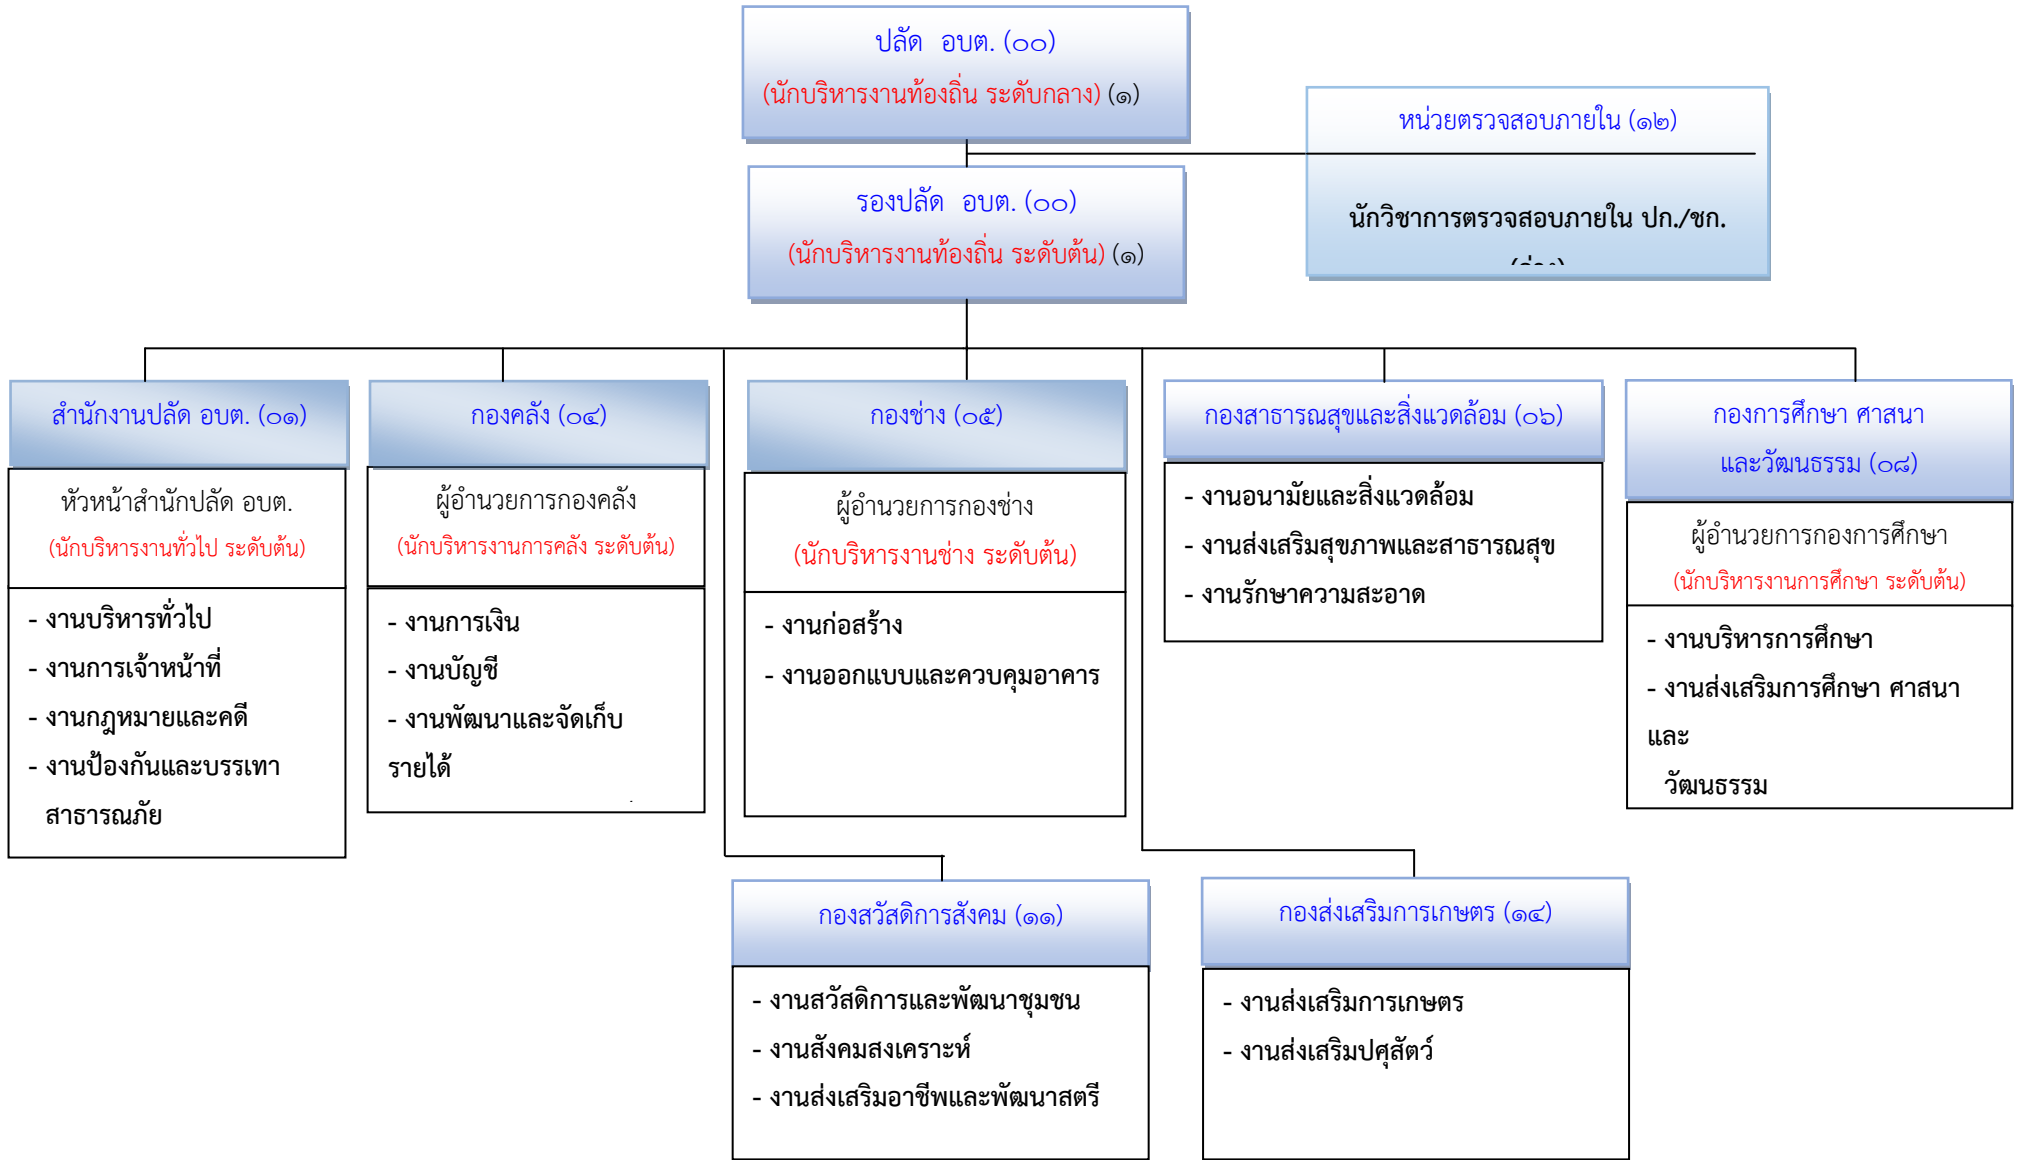 ปลัด อบต. (๐๐)
(นักบริหารงานท้องถิ่น ระดับกลาง) (๑)
หน่วยตรวจสอบภายใน (๑๒)
นักวิชาการตรวจสอบภายใน ปก./ชก.
รองปลัด อบต. (๐๐)
(นักบริหารงานท้องถิ่น ระดับต้น) (๑)
สำนักงานปลัด อบต. (๐๑)
หัวหน้าสำนักปลัด อบต.
(นักบริหารงานทั่วไป ระดับต้น)
- งานบริหารทั่วไป
- งานการเจ้าหน้าที่
- งานกฎหมายและคดี
- งานป้องกันและบรรเทา
สาธารณภัย
กองคลัง (๐๔)
ผู้อำนวยการกองคลัง
(นักบริหารงานการคลัง ระดับต้น)
- งานการเงิน
- งานบัญชี
- งานพัฒนาและจัดเก็บ
รายได้
กองช่าง (๐๕)
ผู้อำนวยการกองช่าง
(นักบริหารงานช่าง ระดับต้น)
- งานก่อสร้าง
- งานออกแบบและควบคุมอาคาร
กองสาธารณสุขและสิ่งแวดล้อม (๐๖)
- งานอนามัยและสิ่งแวดล้อม
- งานส่งเสริมสุขภาพและสาธารณสุข
- งานรักษาความสะอาด
กองการศึกษา ศาสนา
และวัฒนธรรม (๐๘)
ผู้อำนวยการกองการศึกษา
(นักบริหารงานการศึกษา ระดับต้น)
- งานบริหารการศึกษา
- งานส่งเสริมการศึกษา ศาสนา
และ
วัฒนธรรม
กองสวัสดิการสังคม (๑๑)
- งานสวัสดิการและพัฒนาชุมชน
- งานสังคมสงเคราะห์
- งานส่งเสริมอาชีพและพัฒนาสตรี
กองส่งเสริมการเกษตร (๑๔)
- งานส่งเสริมการเกษตร
- งานส่งเสริมปศุสัตว์